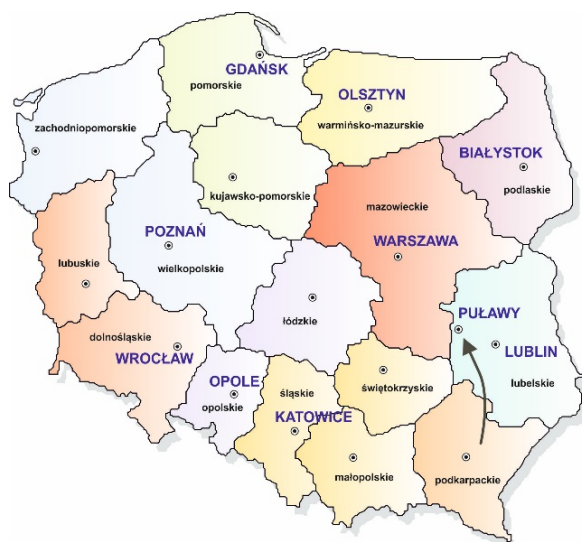 GDAŃSK
pomorskie
OLSZTYN
warmińsko-mazurskie
zachodniopomorskie
BIAŁYSTOK
podlaskie
kujawsko-pomorskie
mazowieckie
POZNAŃ
wielkopolskie
WARSZAWA
lubuskie
łódzkie
PUŁAWY
dolnośląskie
WROCŁAW
LUBLIN
lubelskie
OPOLE
opolskie
śląskie
KATOWICE
świętokrzyskie
małopolskie
podkarpackie